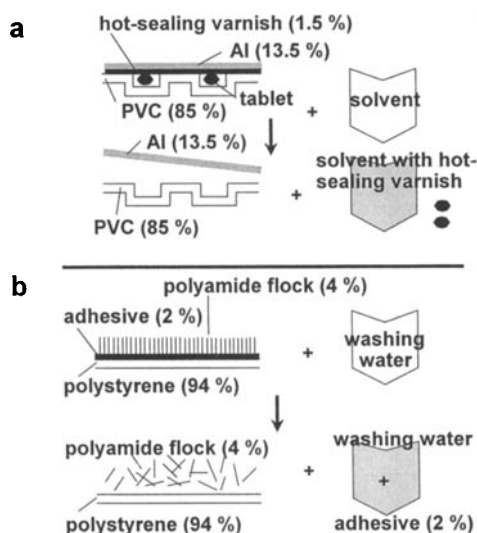 a
hot-sealing varnish (1.5 %)
Al (13.5 %)
PVC (85 %)
tablet
+
solvent
Al (13.5 %)
PVC (85 %)
+
solvent with hot-
sealing varnish
b
polyamide flock (4 %)
adhesive (2 %)
polystyrene (94 %)
+
washing
water
polyamide flock (4 %)
polystyrene (94 %)
+
washing water
+
adhesive (2 %)